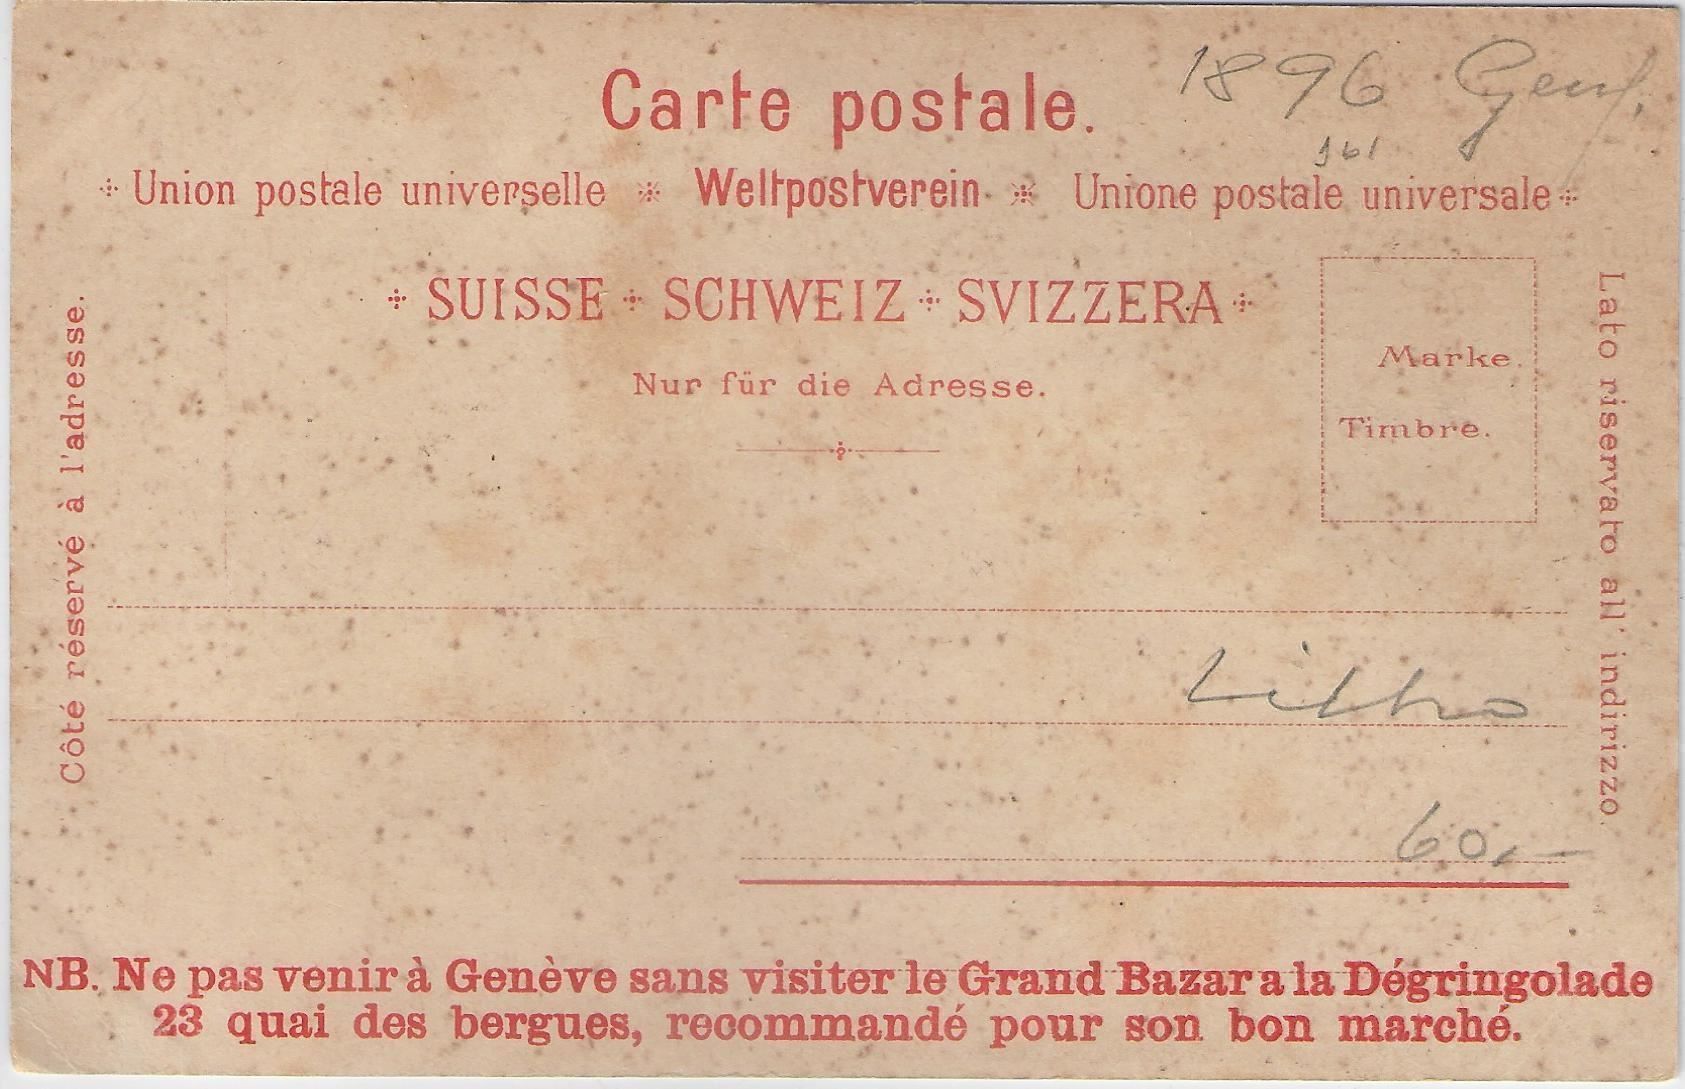 1896 Genf.
Carte postale.
961
Union postale universelle Weltpostverein Unione postale universale
SUISSE SCHWEIZ SVIZZERA
Nur für die Adresse.
Marke.
Timbre.
Côté réservé à l'adresse.
Lato riservato all' indirizzo.
Litho
60,—
NB. Ne pas venir à Genève sans visiter le Grand Bazar a la Dégringolade
23 quai des bergues, recommandé pour son bon marché.